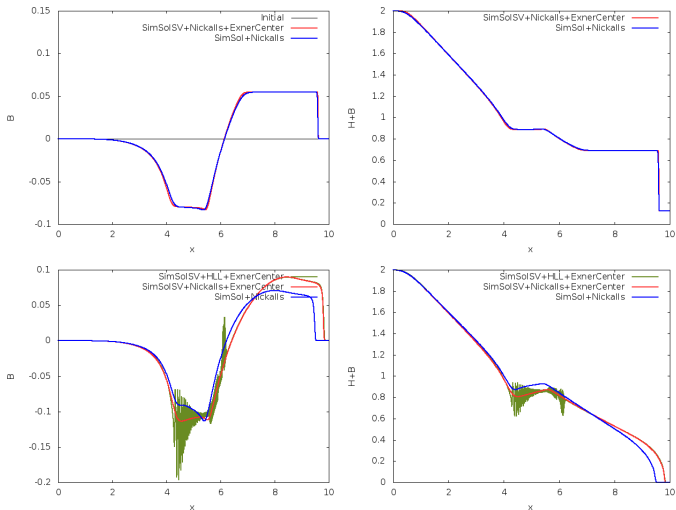 0.15
0.1
0.05
0
-0.05
-0.1
B
0 2 4 6 8 10
x
Initial
SimSolSV+Nickalls+ExnerCenter
SimSol+Nickalls
2
1.8
1.6
1.4
1.2
1
0.8
0.6
0.4
0.2
0
H+B
0 2 4 6 8 10
x
SimSolSV+Nickalls+ExnerCenter
SimSol+Nickalls
0.1
0.05
0
-0.05
-0.1
-0.15
-0.2
B
0 2 4 6 8 10
x
SimSolSV+HLL+ExnerCenter
SimSolSV+Nickalls+ExnerCenter
SimSol+Nickalls
2
1.8
1.6
1.4
1.2
1
0.8
0.6
0.4
0.2
0
H+B
0 2 4 6 8 10
x
SimSolSV+HLL+ExnerCenter
SimSolSV+Nickalls+ExnerCenter
SimSol+Nickalls